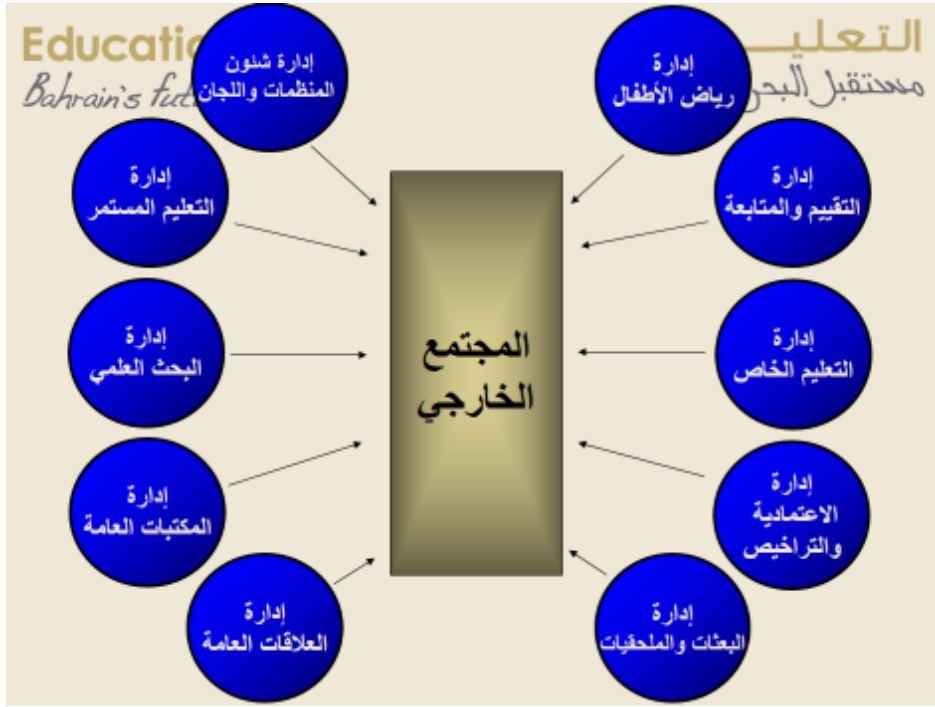 Educatio
Bahrain's fut
التعليـ
مستقبل البحر
إدارة شئون
المنظمات واللجان
إدارة
رياض الأطفال
إدارة
التعليم المستمر
إدارة
التقييم والمتابعة
إدارة
البحث العلمي
المجتمع
الخارجي
إدارة
التعليم الخاص
إدارة
المكتبات العامة
إدارة
الاعتمادية
والتراخيص
إدارة
العلاقات العامة
إدارة
البعثات والملحقيات